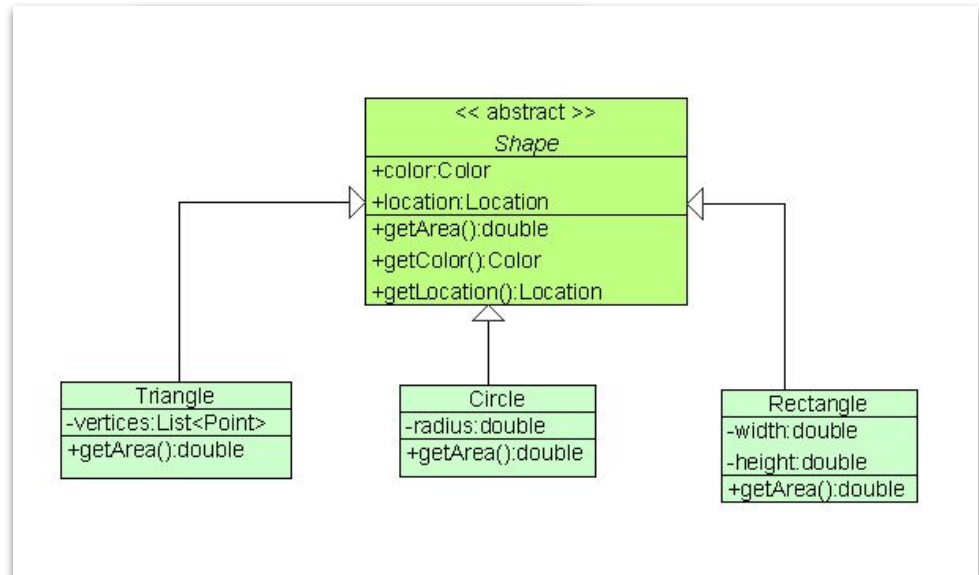 << abstract >>
Shape
+color:Color
+location:Location
+getArea():double
+getColor():Color
+getLocation():Location
Triangle
-vertices:List<Point>
+getArea():double
Circle
-radius:double
+getArea():double
Rectangle
-width:double
-height:double
+getArea():double